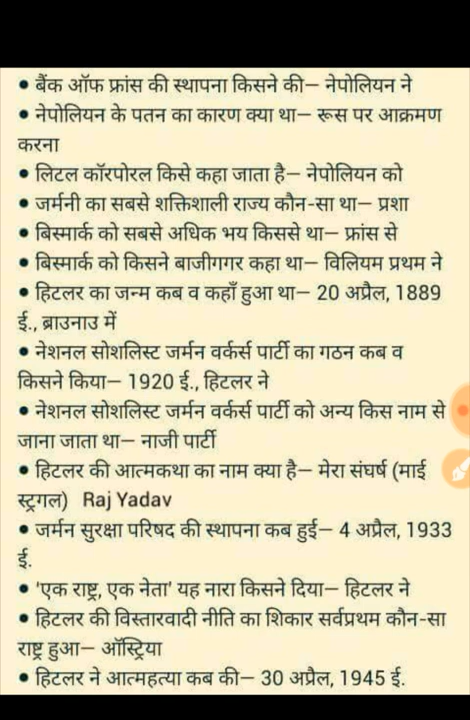 • बैंक ऑफ फ्रांस की स्थापना किसने की– नेपोलियन ने
• नेपोलियन के पतन का कारण क्या था– रूस पर आक्रमण
करना
• लिटल कॉरपोरल किसे कहा जाता है– नेपोलियन को
• जर्मनी का सबसे शक्तिशाली राज्य कौन-सा था– प्रशा
• बिस्मार्क को सबसे अधिक भय किससे था– फ्रांस से
• बिस्मार्क को किसने बाजीगगर कहा था– विलियम प्रथम ने
• हिटलर का जन्म कब व कहाँ हुआ था– 20 अप्रैल, 1889
ई., ब्राउनाउ में
• नेशनल सोशलिस्ट जर्मन वर्कर्स पार्टी का गठन कब व
किसने किया– 1920 ई., हिटलर ने
• नेशनल सोशलिस्ट जर्मन वर्कर्स पार्टी को अन्य किस नाम से
जाना जाता था– नाजी पार्टी
• हिटलर की आत्मकथा का नाम क्या है– मेरा संघर्ष (माई
स्ट्रगल) Raj Yadav
• जर्मन सुरक्षा परिषद की स्थापना कब हुई– 4 अप्रैल, 1933
ई.
• 'एक राष्ट्र, एक नेता' यह नारा किसने दिया– हिटलर ने
• हिटलर की विस्तारवादी नीति का शिकार सर्वप्रथम कौन-सा
राष्ट्र हुआ– ऑस्ट्रिया
• हिटलर ने आत्महत्या कब की– 30 अप्रैल, 1945 ई.